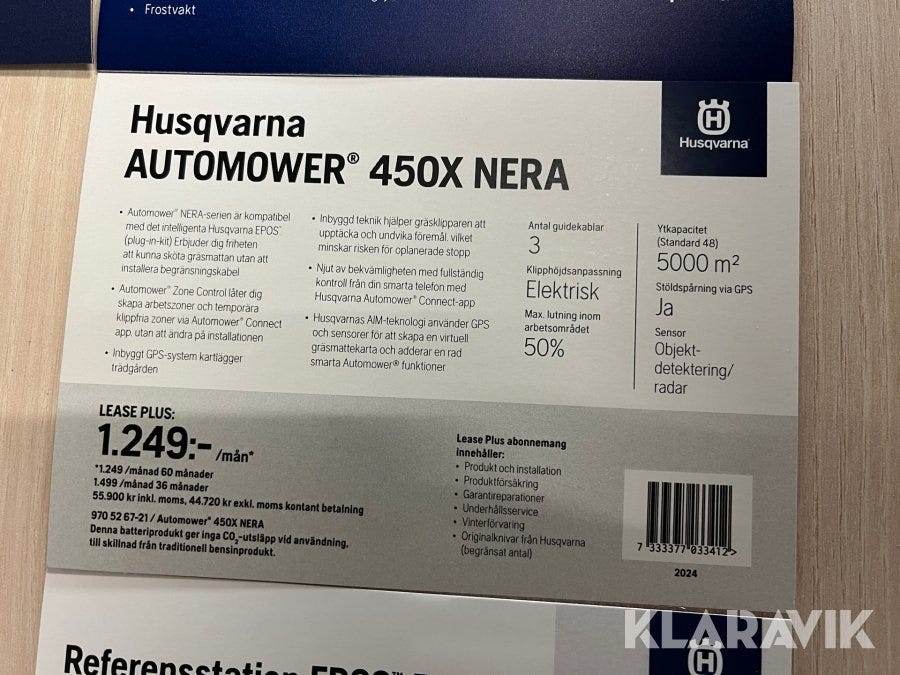 • Frostvakt
Husqvarna
AUTOMOWER® 450X NERA
Husqvarna
• Automower® NERA-serien är kompatibel
med det intelligenta Husqvarna EPOS™
(plug-in-kit) Erbjuder dig friheten
att kunna sköta gräsmattan utan att
installera begränsningskabel
• Automower® Zone Control låter dig
skapa arbetszoner och temporära
klippfria zoner via Automower® Connect
app, utan att ändra på installationen
• Inbyggt GPS-system kartlägger
trädgården
• Inbyggd teknik hjälper gräsklipparen att
upptäcka och undvika föremål, vilket
minskar risken för oplanerade stopp
• Njut av bekvämligheten med fullständig
kontroll från din smarta telefon med
Husqvarna Automower® Connect-app
• Husqvarnas AIM-teknologi använder GPS
och sensorer för att skapa en virtuell
gräsmattekarta och adderar en rad
smarta Automower® funktioner
Antal guidekablar
3
Klipphöjdsanpassning
Elektrisk
Max. lutning inom
arbetsområdet
50%
Ytkapacitet
(Standard 48)
5000 m²
Stöldspårning via GPS
Ja
Sensor
Objekt-
detektering/
radar
LEASE PLUS:
1.249:- /mån*
*1.249 /månad 60 månader
1.499 /månad 36 månader
55.900 kr inkl. moms, 44.720 kr exkl. moms kontant betalning
970 52 67-21 / Automower® 450X NERA
Denna batteriprodukt ger inga CO₂-utsläpp vid användning,
till skillnad från traditionell bensinprodukt.
Lease Plus abonnemang
innehåller:
• Produkt och installation
• Produktförsäkring
• Garantireparationer
• Underhållsservice
• Vinterförvaring
• Originalknivar från Husqvarna
(begränsat antal)
7 333377 033412 >
2024
KLARAVIK
Referensstation EPOS™